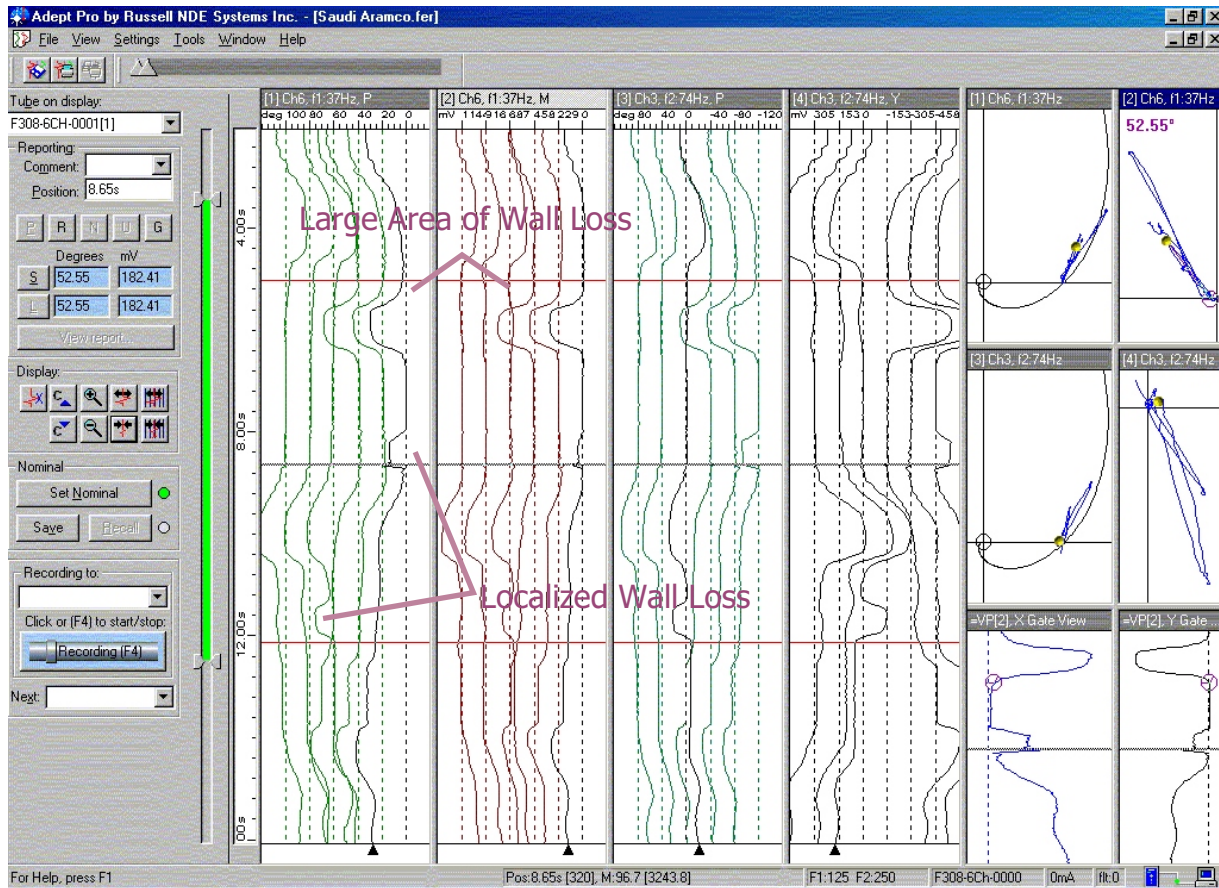 Adept Pro by Russell NDE Systems Inc. - [Saudi Aramco.fer]
File View Settings Tools Window Help
Tube on display:
F308-6CH-0001[1]
Reporting:
Comment:
Position: 8.65s
P R N U G
Degrees mV
S 52.55 182.41
L 52.55 182.41
View report...
Display:
Nominal
Set Nominal
Save Recall
Recording to:
Click or (F4) to start/stop:
Recording (F4)
Next:
4.00s
8.00s
12.00s
[1] Ch6, f1:37Hz, P
deg 100 80 60 40 20 0
[2] Ch6, f1:37Hz, M
mV 1149 16 687 458 229 0
[3] Ch3, f2:74Hz, P
deg 80 40 0 -40 -80 -120
[4] Ch3, f2:74Hz, Y
mV 305 153 0 -153-305-458
Large Area of Wall Loss
Localized Wall Loss
[1] Ch6, f1:37Hz
[2] Ch6, f1:37Hz
52.55°
[3] Ch3, f2:74Hz
[4] Ch3, f2:74Hz
=VP[2], X Gate View
=VP[2], Y Gate ...
For Help, press F1
Pos:8.65s [320], M:96.7 [3243.8]
F1:125 F2:250
F308-6Ch-0000
0mA
flt:0